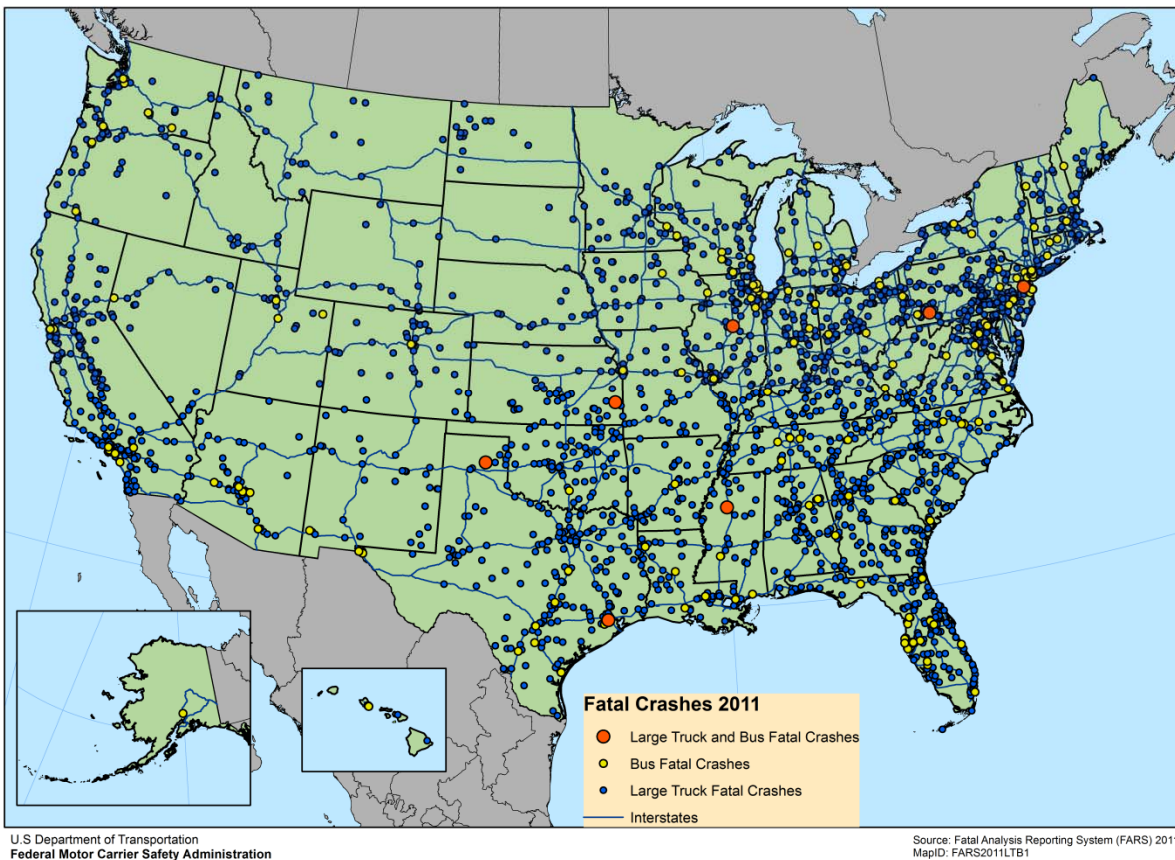 Fatal Crashes 2011
Large Truck and Bus Fatal Crashes
Bus Fatal Crashes
Large Truck Fatal Crashes
Interstates
U.S Department of Transportation
Federal Motor Carrier Safety Administration
Source: Fatal Analysis Reporting System (FARS) 2011
MapID: FARS2011LTB1